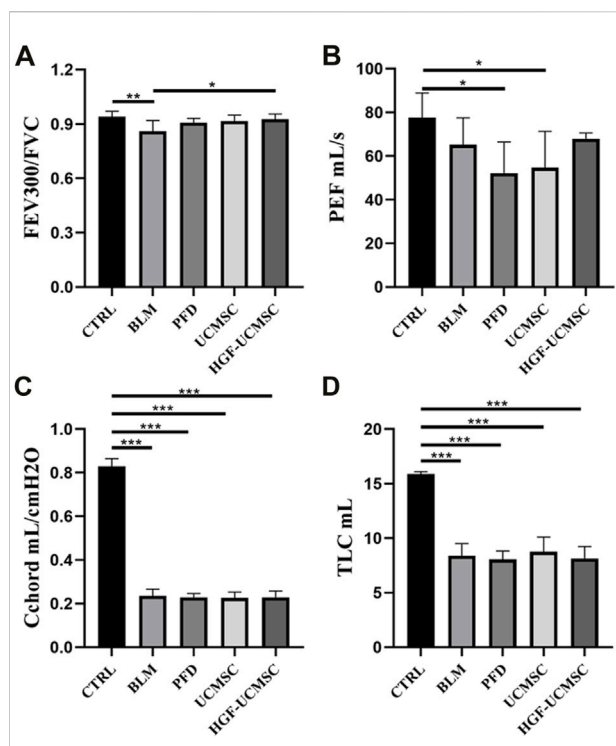 A
FEV300/FVC
1.2
0.9
0.6
0.3
0.0
**
*
CTRL
BLM
PFD
UCMSC
HGF-UCMSC
B
PEF mL/s
100
80
60
40
20
0
*
*
CTRL
BLM
PFD
UCMSC
HGF-UCMSC
C
Cchord mL/cmH2O
1.0
0.8
0.6
0.4
0.2
0.0
***
***
***
***
CTRL
BLM
PFD
UCMSC
HGF-UCMSC
D
TLC mL
20
15
10
5
0
***
***
***
***
CTRL
BLM
PFD
UCMSC
HGF-UCMSC